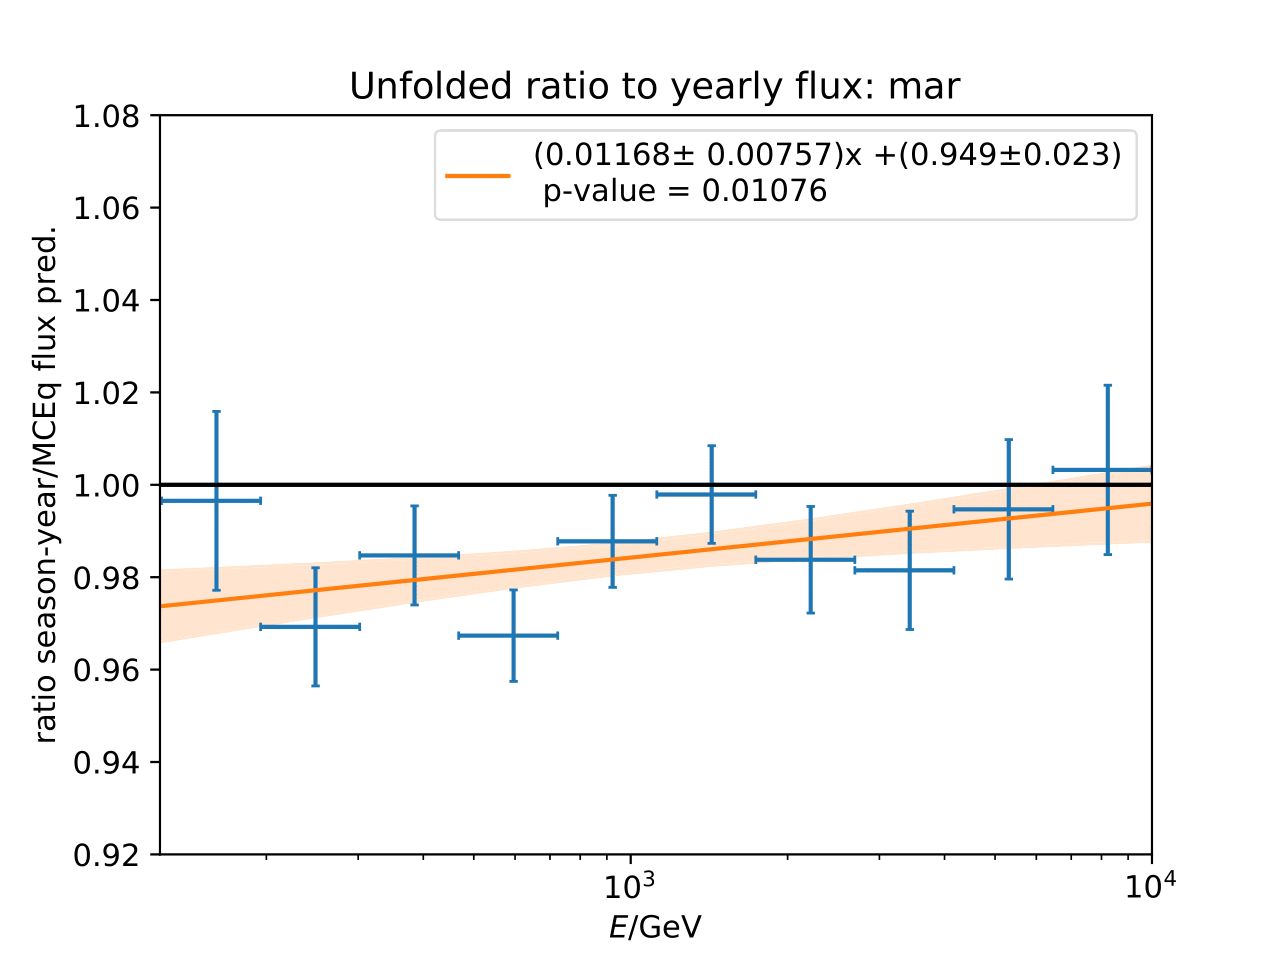 Unfolded ratio to yearly flux: mar
(0.01168± 0.00757)x +(0.949±0.023)
p-value = 0.01076
ratio season-year/MCEq flux pred.
1.08
1.06
1.04
1.02
1.00
0.98
0.96
0.94
0.92
10³
10⁴
E/GeV